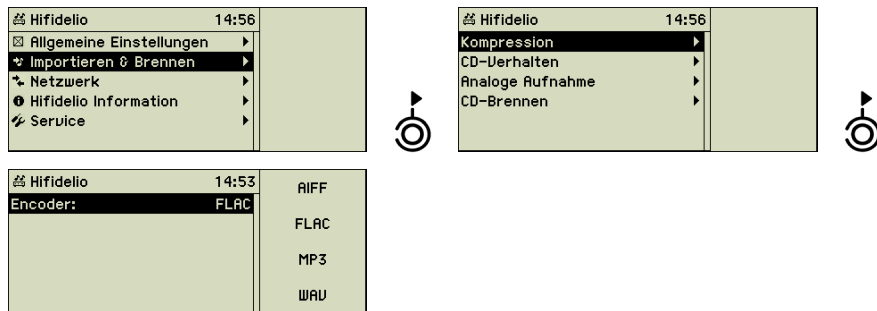 Hifidelio 14:56
Allgemeine Einstellungen
Importieren & Brennen
Netzwerk
Hifidelio Information
Service
Hifidelio 14:56
Kompression
CD-Verhalten
Analoge Aufnahme
CD-Brennen
Hifidelio 14:53
Encoder: FLAC
AIFF
FLAC
MP3
WAV